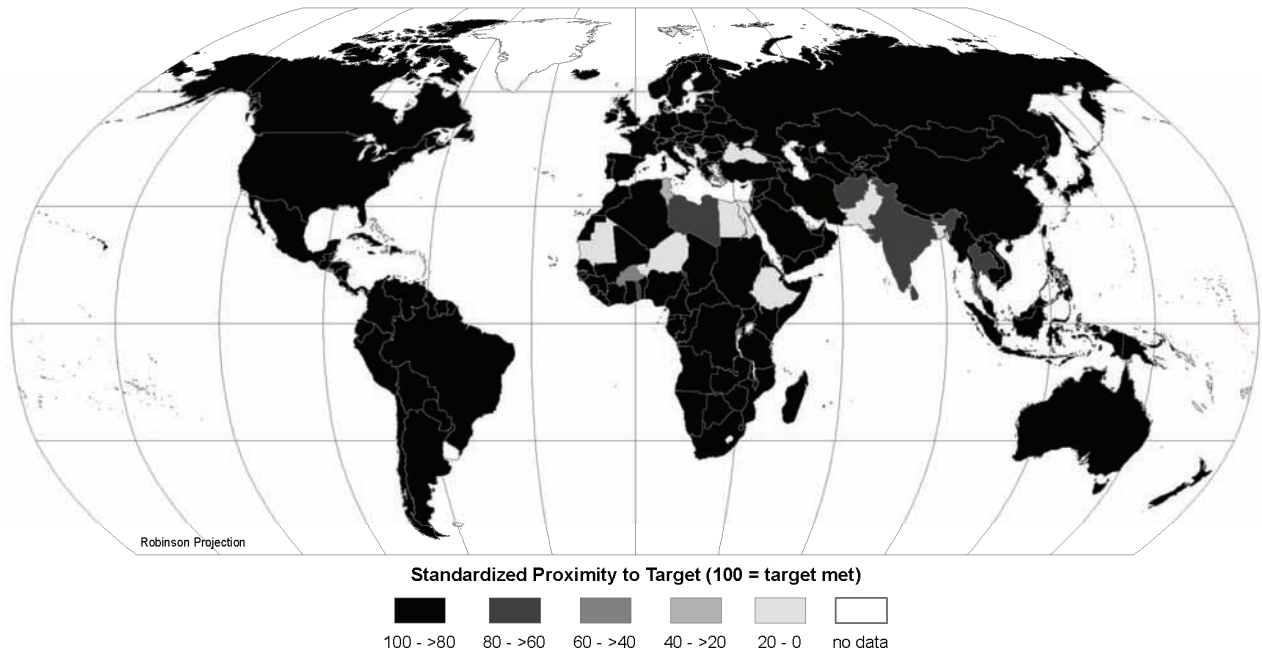 Robinson Projection
Standardized Proximity to Target (100 = target met)
100 - >80 80 - >60 60 - >40 40 - >20 20 - 0 no data